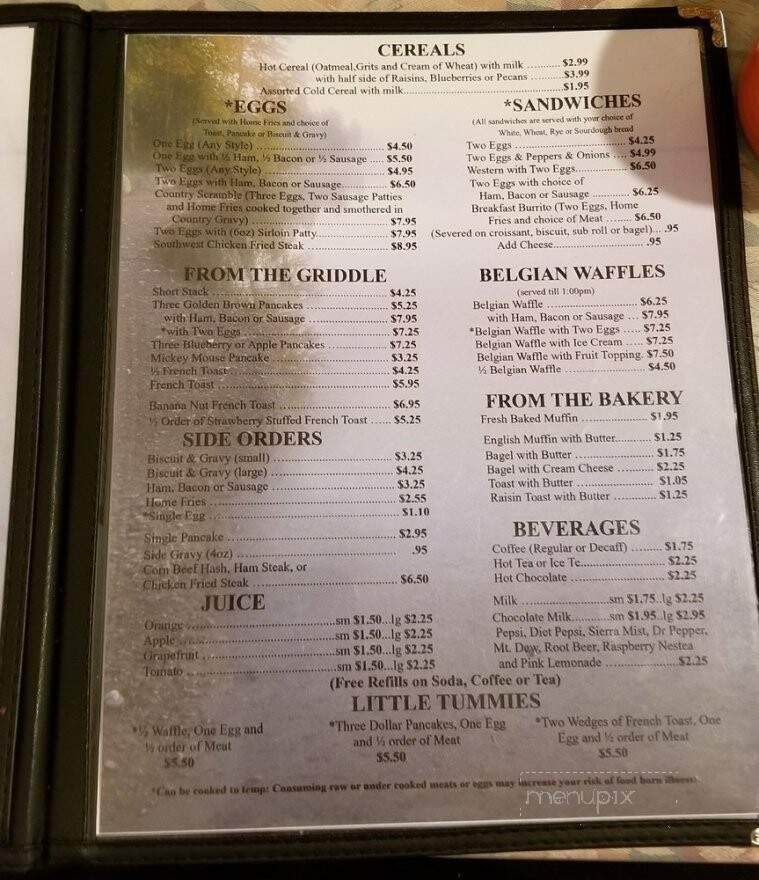 CEREALS
Hot Cereal (Oatmeal,Grits and Cream of Wheat) with milk ........... $2.99
with half side of Raisins, Blueberries or Pecans .......... $3.99
Assorted Cold Cereal with milk.................................................$1.95
*EGGS
(Served with Home Fries and choice of
Toast, Pancake or Biscuit & Gravy)
One Egg (Any Style) ............................................. $4.50
One Egg with ½ Ham, ½ Bacon or ½ Sausage ..... $5.50
Two Eggs (Any Style) ........................................... $4.95
Two Eggs with Ham, Bacon or Sausage................ $6.50
Country Scramble (Three Eggs, Two Sausage Patties
and Home Fries cooked together and smothered in
Country Gravy) ............................................... $7.95
Two Eggs with (6oz) Sirloin Patty......................... $7.95
Southwest Chicken Fried Steak ............................. $8.95
FROM THE GRIDDLE
Short Stack ............................................................ $4.25
Three Golden Brown Pancakes ............................. $5.25
with Ham, Bacon or Sausage ............................ $7.95
*with Two Eggs ............................................... $7.25
Three Blueberry or Apple Pancakes ...................... $7.25
Mickey Mouse Pancake ........................................ $3.25
½ French Toast ..................................................... $4.25
French Toast ......................................................... $5.95
Banana Nut French Toast ..................................... $6.95
½ Order of Strawberry Stuffed French Toast ...... $5.25
SIDE ORDERS
Biscuit & Gravy (small) ........................................ $3.25
Biscuit & Gravy (large) ........................................ $4.25
Ham, Bacon or Sausage ........................................ $3.25
Home Fries ........................................................... $2.55
*Single Egg .......................................................... $1.10
Single Pancake ..................................................... $2.95
Side Gravy (4oz) .................................................. .95
Corn Beef Hash, Ham Steak, or
Chicken Fried Steak ............................................. $6.50
JUICE
Orange .........................................sm $1.50...lg $2.25
Apple ...........................................sm $1.50...lg $2.25
Grapefruit ....................................sm $1.50...lg $2.25
Tomato .........................................sm $1.50...lg $2.25
*SANDWICHES
(All sandwiches are served with your choice of
White, Wheat, Rye or Sourdough bread
Two Eggs ............................... $4.25
Two Eggs & Peppers & Onions .... $4.99
Western with Two Eggs............... $6.50
Two Eggs with choice of
Ham, Bacon or Sausage ........... $6.25
Breakfast Burrito (Two Eggs, Home
Fries and choice of Meat ........ $6.50
(Severed on croissant, biscuit, sub roll or bagel)... .95
Add Cheese.......................... .95
BELGIAN WAFFLES
(served till 1:00pm)
Belgian Waffle .......................... $6.25
with Ham, Bacon or Sausage ... $7.95
*Belgian Waffle with Two Eggs ..... $7.25
Belgian Waffle with Ice Cream ..... $7.25
Belgian Waffle with Fruit Topping. $7.50
½ Belgian Waffle ....................... $4.50
FROM THE BAKERY
Fresh Baked Muffin ................... $1.95
English Muffin with Butter.......... $1.25
Bagel with Butter ....................... $1.75
Bagel with Cream Cheese ........... $2.25
Toast with Butter ........................ $1.05
Raisin Toast with Butter ............ $1.25
BEVERAGES
Coffee (Regular or Decaff) ......... $1.75
Hot Tea or Ice Te........................ $2.25
Hot Chocolate ............................ $2.25
Milk .........................sm $1.75..lg $2.25
Chocolate Milk...........sm $1.95..lg $2.95
Pepsi, Diet Pepsi, Sierra Mist, Dr Pepper,
Mt. Dew, Root Beer, Raspberry Nestea
and Pink Lemonade .....................$2.25
(Free Refills on Soda, Coffee or Tea)
LITTLE TUMMIES
*½ Waffle, One Egg and
½ order of Meat
$5.50
*Three Dollar Pancakes, One Egg
and ½ order of Meat
$5.50
*Two Wedges of French Toast, One
Egg and ½ order of Meat
$5.50
*Can be cooked to temp: Consuming raw or under cooked meats or eggs may increase your risk of food born illness.
menupix